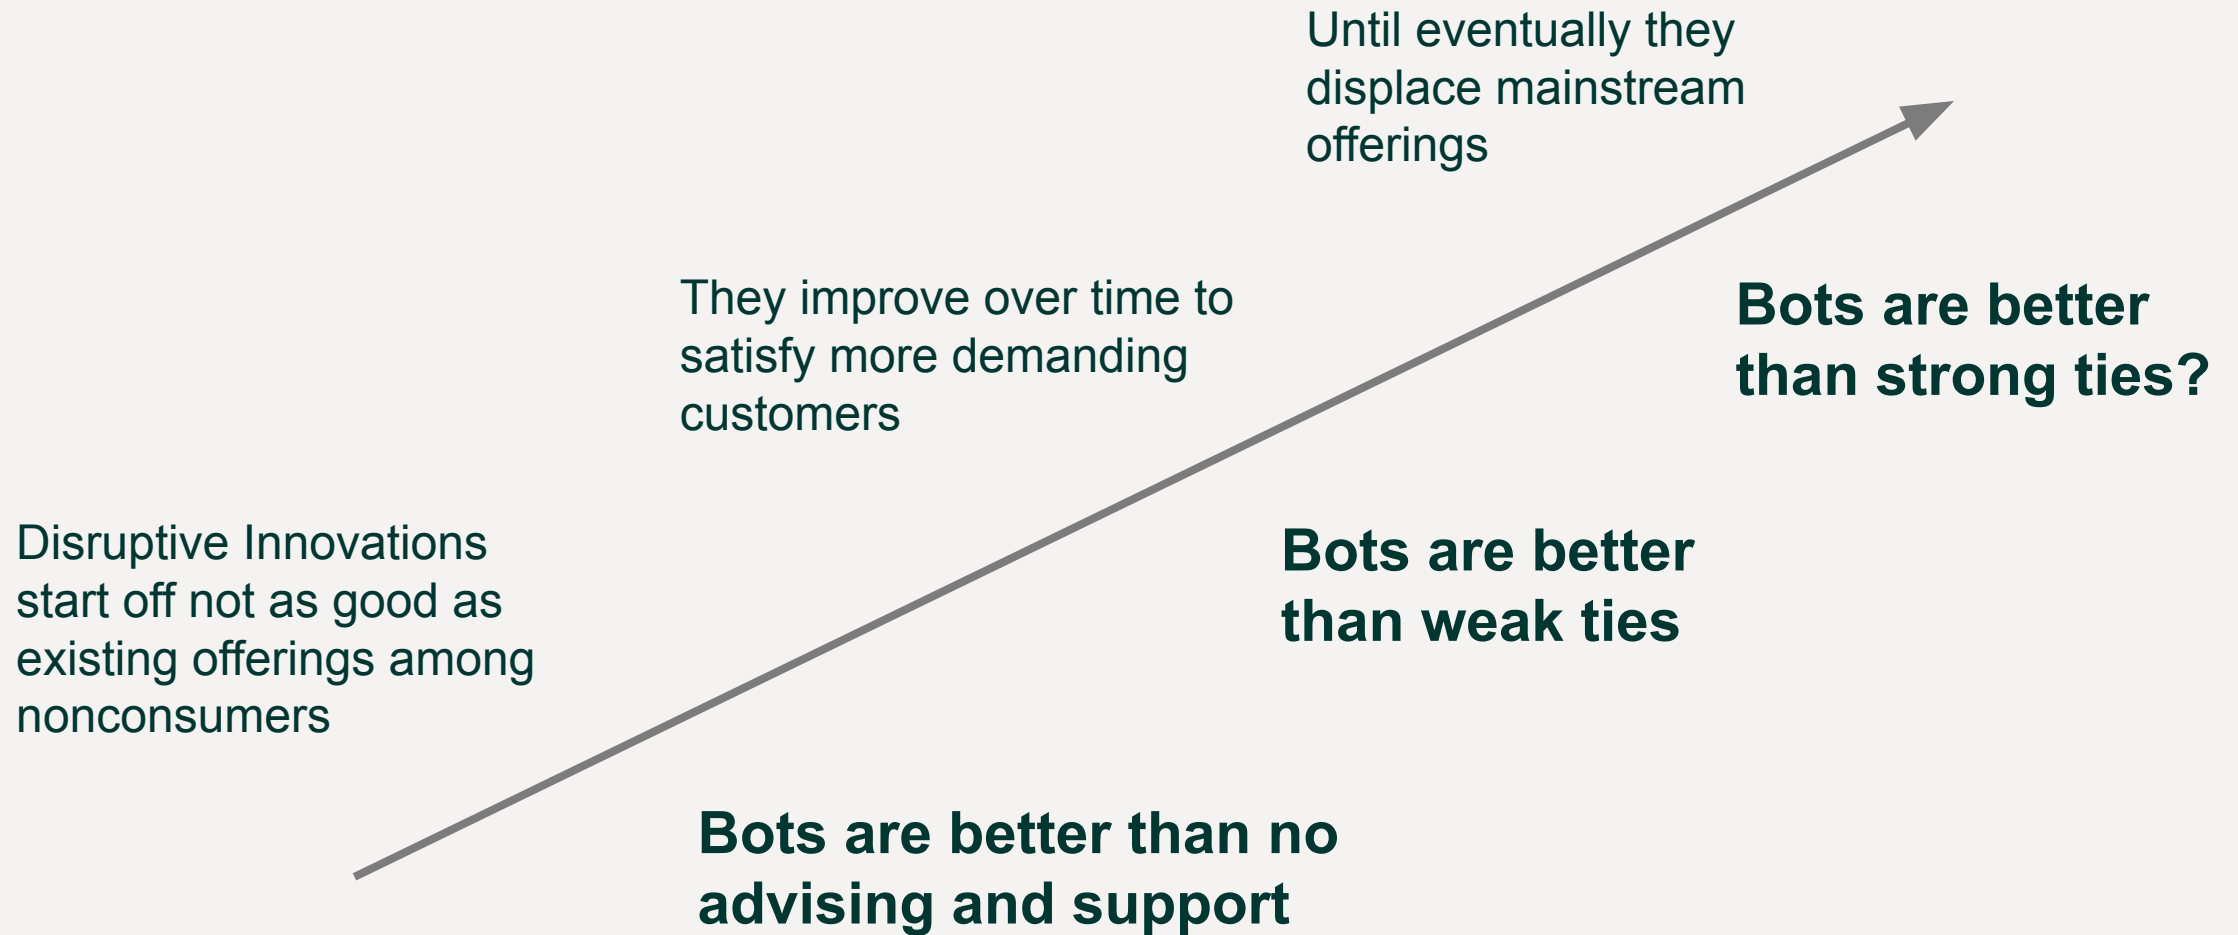 Until eventually they
displace mainstream
offerings
They improve over time to
satisfy more demanding
customers
Bots are better
than strong ties?
Disruptive Innovations
start off not as good as
existing offerings among
nonconsumers
Bots are better
than weak ties
Bots are better than no
advising and support